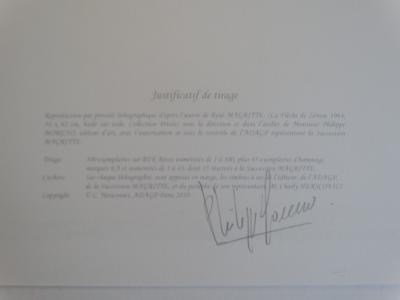 Justificatif de tirage
Reproduction par procédé lithographique d'après l'œuvre de René MAGRITTE, (La Flèche de Zénon 1964,
huile sur toile. Collection Privée) sous la direction et dans l'atelier de Monsieur Philippe
MORENO, éditeur d'art, avec l'autorisation et sous le contrôle de l'ADAGP représentant la Succession
MAGRITTE.
Tirage: 300 exemplaires sur BFK Rives numérotés de 1 à 300, plus 45 exemplaires d'hommage
marqués E.A numérotés de 1 à 45, dont 15 réservés à la Succession MAGRITTE.
Cachets: Sur chaque lithographie, sont apposés en marge, les timbres à sec de l'éditeur, de l'ADAGP,
de la Succession MAGRITTE, et du paraphe de son représentant, M. Charly HERSCOVICI
Copyright: © C. Herscovici, ADAGP-Paris 2010
Philippe Moreno